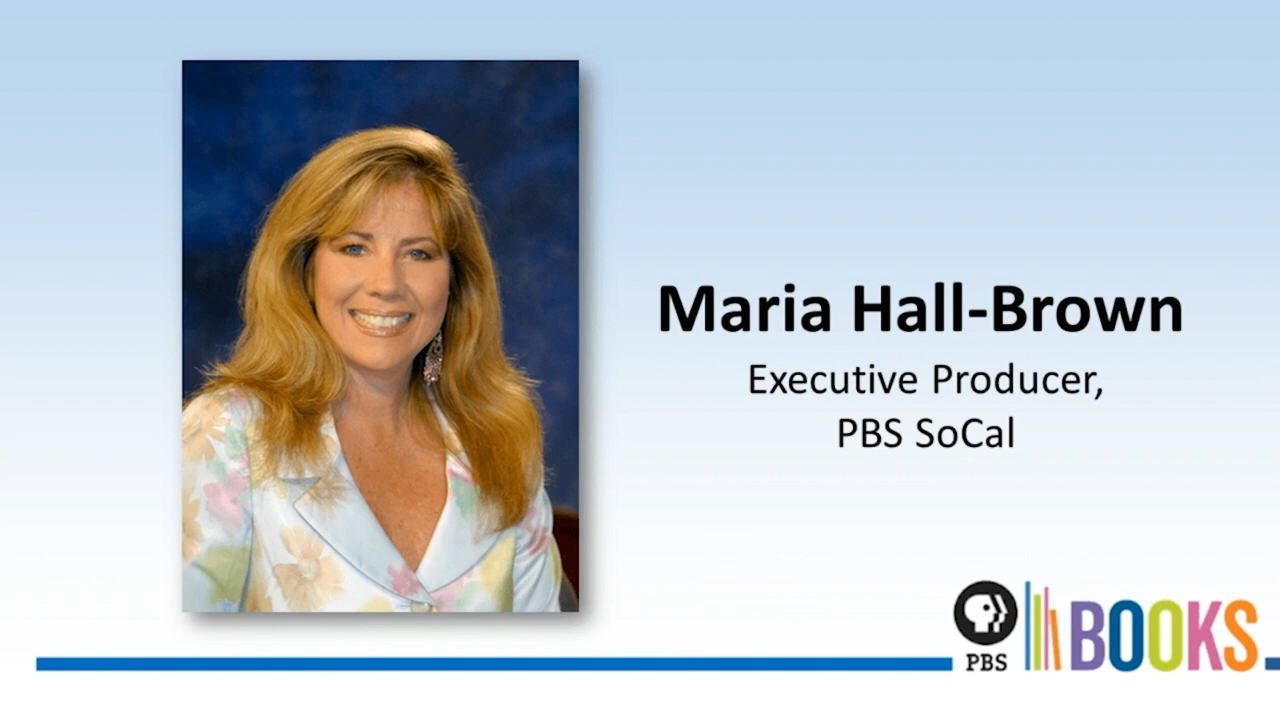 Maria Hall-Brown
Executive Producer,
PBS SoCal
PBS
BOOKS